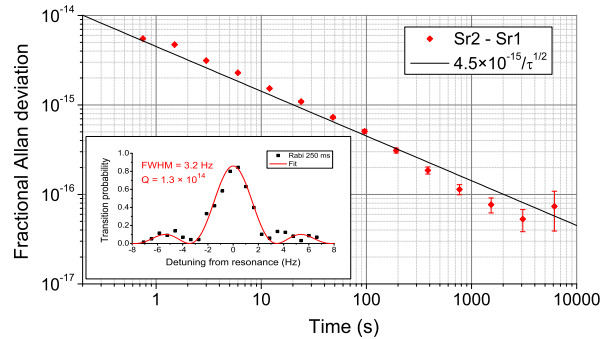 10⁻¹⁴
10⁻¹⁵
10⁻¹⁶
10⁻¹⁷
Fractional Allan deviation
Sr2 - Sr1
4.5×10⁻¹⁵/τ¹/²
FWHM = 3.2 Hz
Q = 1.3 × 10¹⁴
Rabi 250 ms
Fit
Transition probability
1.0
0.8
0.6
0.4
0.2
0.0
-8 -6 -4 -2 0 2 4 6 8
Detuning from resonance (Hz)
1 10 100 1000 10000
Time (s)